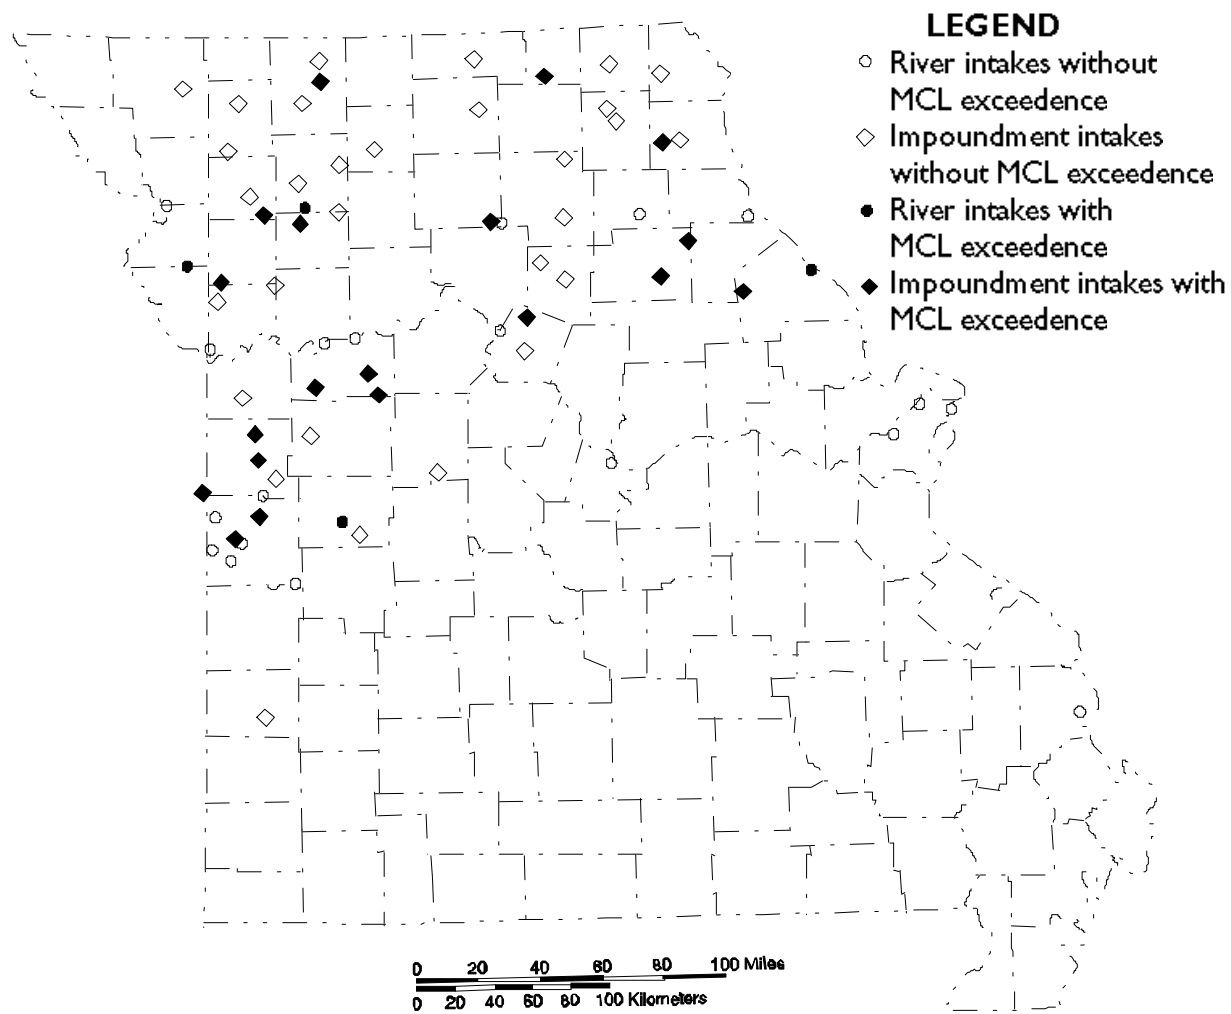 LEGEND
River intakes without
MCL exceedence
Impoundment intakes
without MCL exceedence
River intakes with
MCL exceedence
Impoundment intakes with
MCL exceedence
0 20 40 60 80 100 Miles
0 20 40 60 80 100 Kilometers